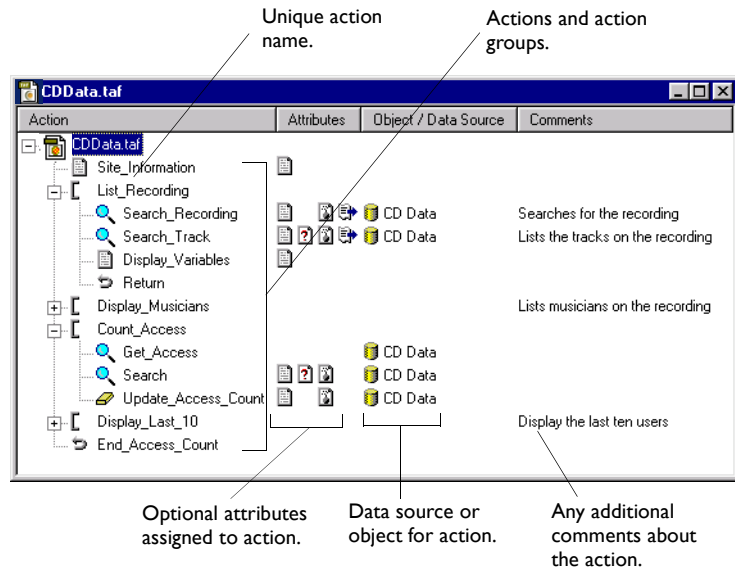 Unique action
name.
Actions and action
groups.
CDData.taf
Action Attributes Object / Data Source Comments
CDData.taf
Site_Information
List_Recording
Search_Recording CD Data Searches for the recording
Search_Track CD Data Lists the tracks on the recording
Display_Variables
Return
Display_Musicians Lists musicians on the recording
Count_Access
Get_Access CD Data
Search CD Data
Update_Access_Count CD Data
Display_Last_10 Display the last ten users
End_Access_Count
Optional attributes
assigned to action.
Data source or
object for action.
Any additional
comments about
the action.